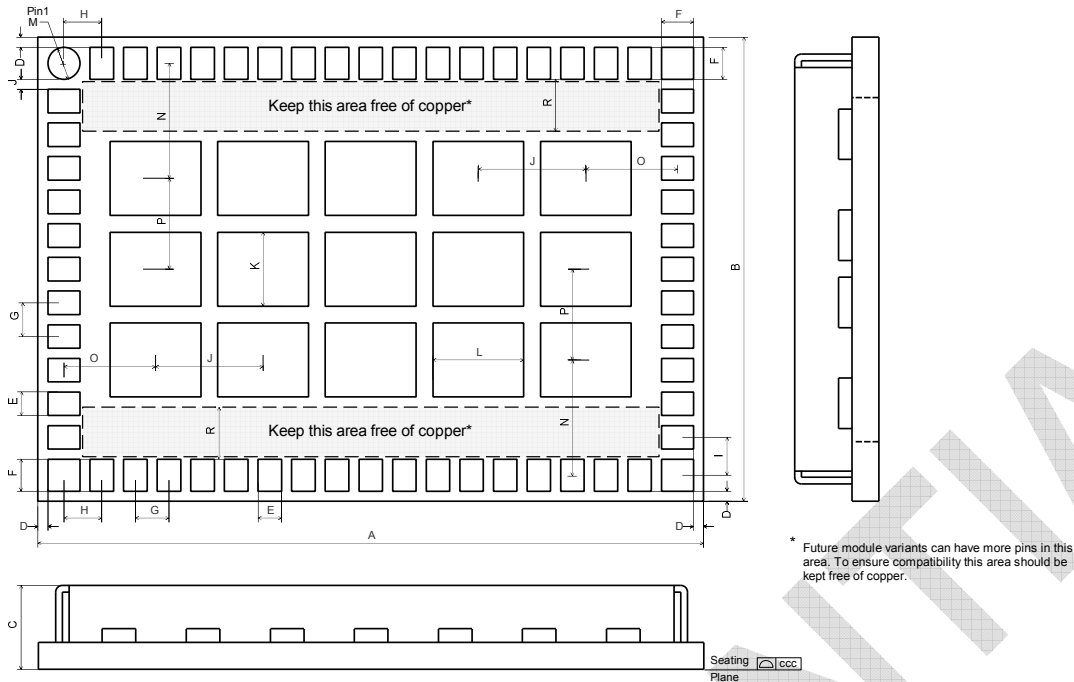 Pin1
M
H
F
D
J
F
Keep this area free of copper*
R
N
J
O
P
B
K
G
P
O
J
L
E
R
Keep this area free of copper*
N
I
F
D
H
G
E
D
D
A
* Future module variants can have more pins in this
area. To ensure compatibility this area should be
kept free of copper.
C
Seating
ccc
Plane
NTIA